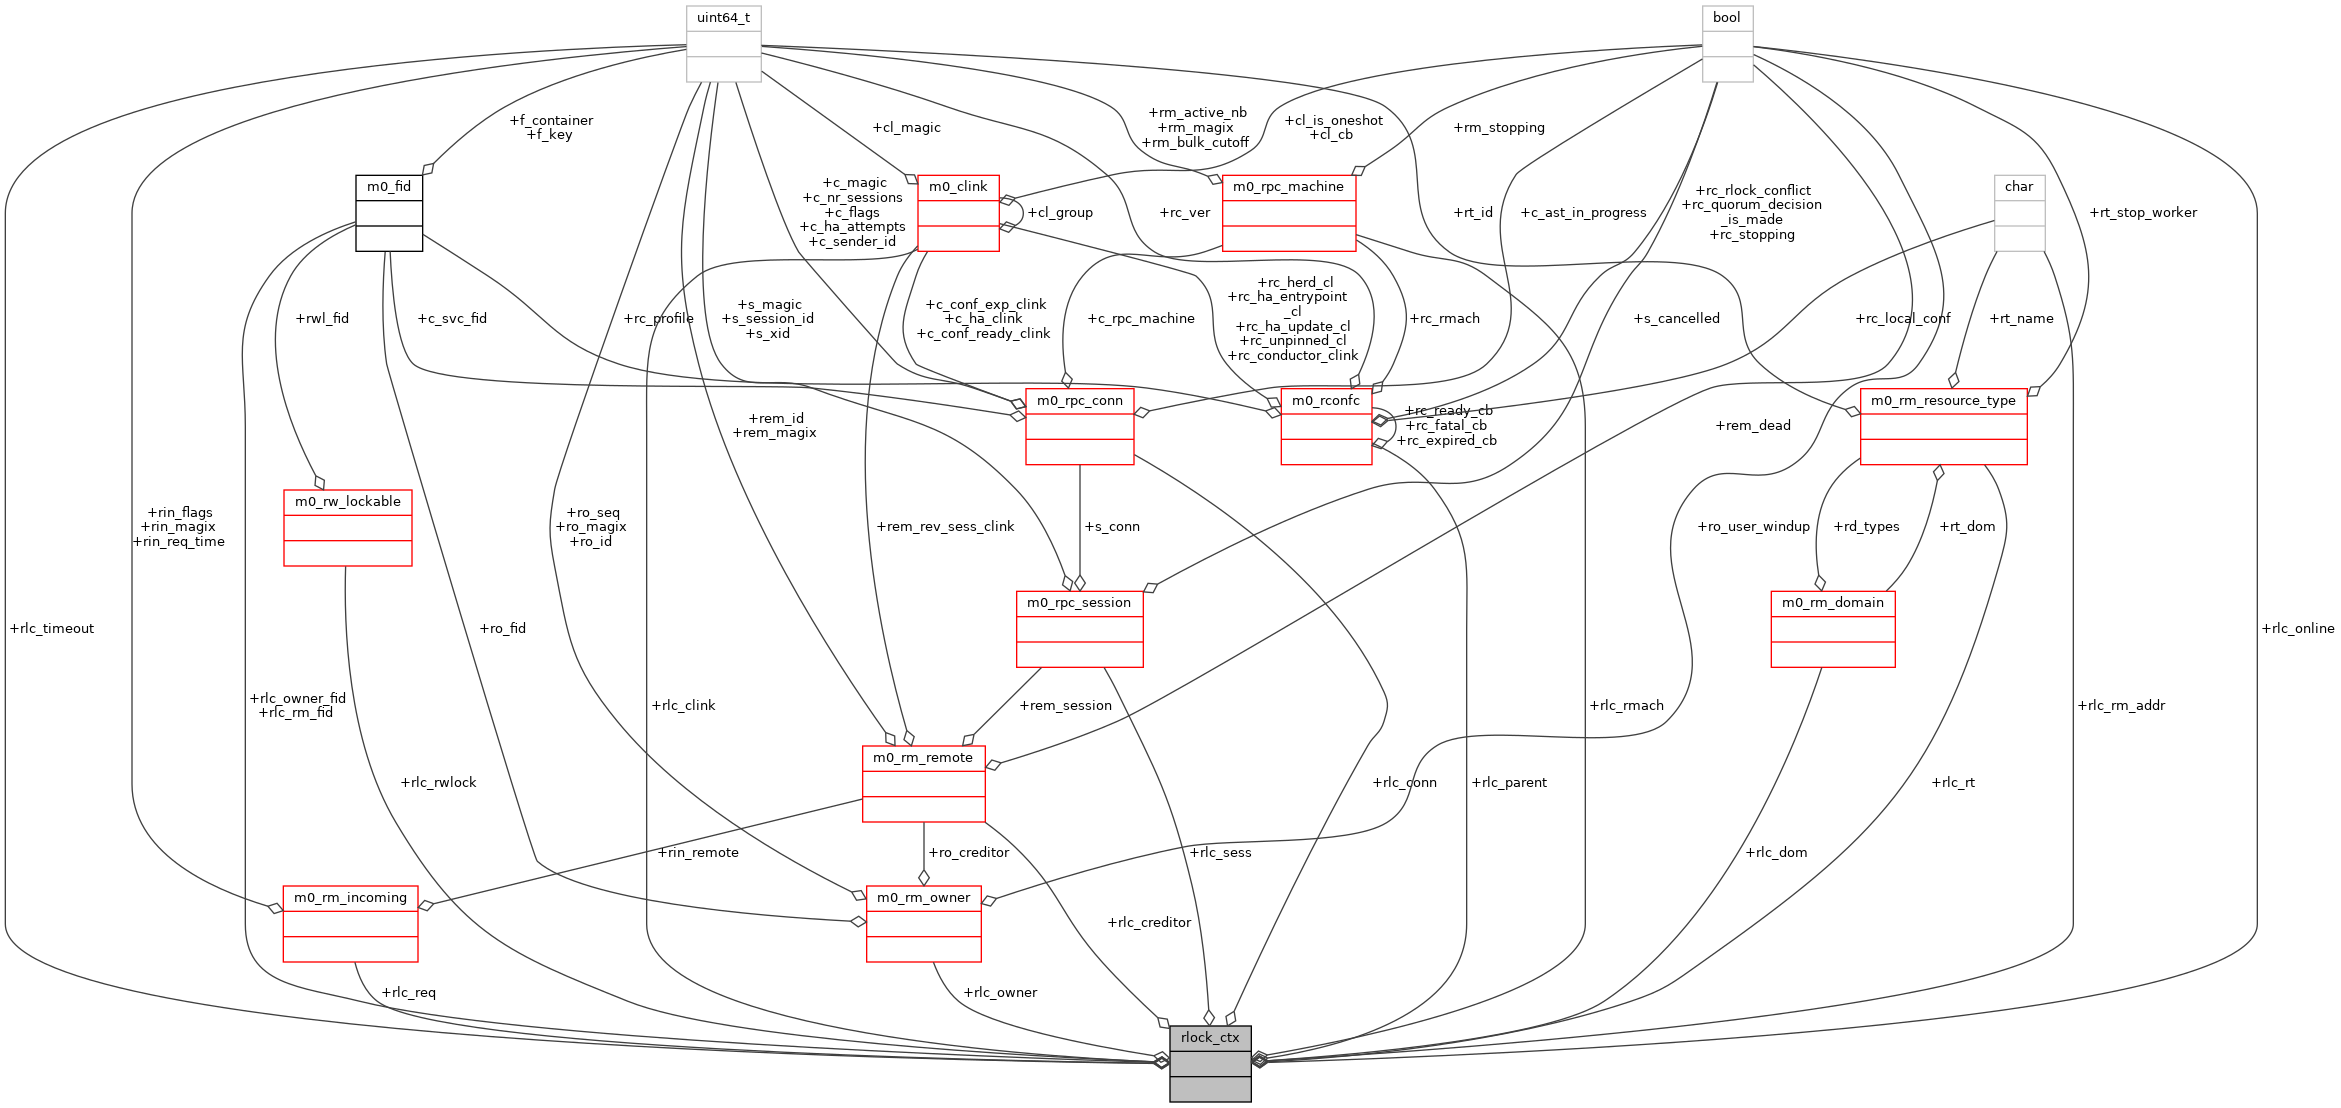 uint64_t
bool
+f_container
+f_key
+cl_magic
+rm_active_nb
+rm_magix
+rm_bulk_cutoff
+cl_is_oneshot
+cl_cb
+rm_stopping
m0_fid
m0_clink
m0_rpc_machine
char
+c_magic
+c_nr_sessions
+c_flags
+c_ha_attempts
+c_sender_id
+cl_group
+rc_ver
+rt_id
+c_ast_in_progress
+rc_rlock_conflict
+rc_quorum_decision
_is_made
+rc_stopping
+rt_stop_worker
+rwl_fid
+c_svc_fid
+rc_profile
+s_magic
+s_session_id
+s_xid
+c_conf_exp_clink
+c_ha_clink
+c_conf_ready_clink
+c_rpc_machine
+rc_herd_cl
+rc_ha_entrypoint
_cl
+rc_ha_update_cl
+rc_unpinned_cl
+rc_conductor_clink
+rc_rmach
+s_cancelled
+rc_local_conf
+rt_name
m0_rpc_conn
m0_rconfc
m0_rm_resource_type
+rem_id
+rem_magix
+rc_ready_cb
+rc_fatal_cb
+rc_expired_cb
+rem_dead
m0_rw_lockable
+rin_flags
+rin_magix
+rin_req_time
+ro_seq
+ro_magix
+ro_id
+rem_rev_sess_clink
+s_conn
+ro_user_windup
+rd_types
+rt_dom
m0_rpc_session
m0_rm_domain
+rlc_timeout
+ro_fid
+rlc_online
+rlc_owner_fid
+rlc_rm_fid
+rlc_clink
+rem_session
+rlc_rmach
+rlc_rm_addr
m0_rm_remote
+rlc_rwlock
+rlc_conn
+rlc_parent
+rlc_rt
+rin_remote
+ro_creditor
+rlc_sess
+rlc_dom
m0_rm_incoming
m0_rm_owner
+rlc_creditor
+rlc_req
+rlc_owner
rlock_ctx